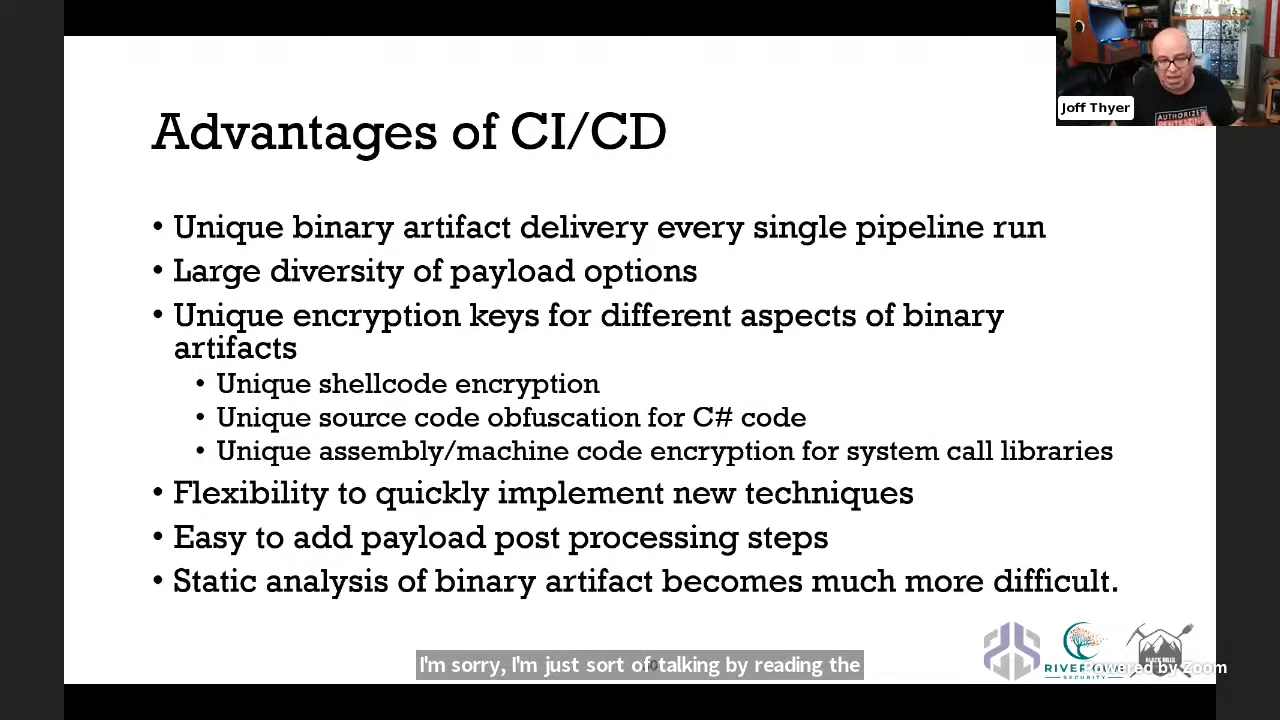 Joff Thyer
AUTHORIZED
Advantages of CI/CD
• Unique binary artifact delivery every single pipeline run
• Large diversity of payload options
• Unique encryption keys for different aspects of binary
artifacts
• Unique shellcode encryption
• Unique source code obfuscation for C# code
• Unique assembly/machine code encryption for system call libraries
• Flexibility to quickly implement new techniques
• Easy to add payload post processing steps
• Static analysis of binary artifact becomes much more difficult.
I'm sorry, I'm just sort of talking by reading the
SECURITY
BLACK HILLS
Powered by Zoom